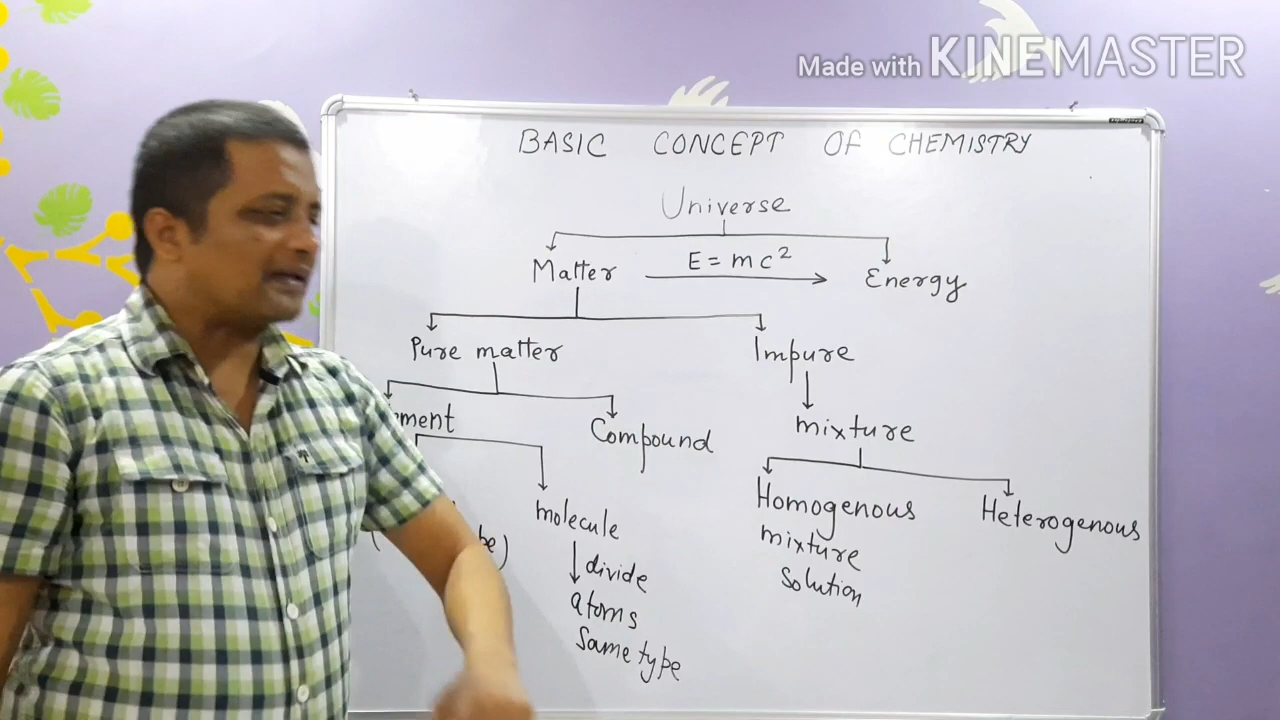 Made with KINEMASTER
BASIC CONCEPT OF CHEMISTRY
Universe
Matter E = mc² Energy
Pure matter Impure
Compound mixture
molecule Homogenous Heterogenous
mixture
divide solution
atoms
Same type